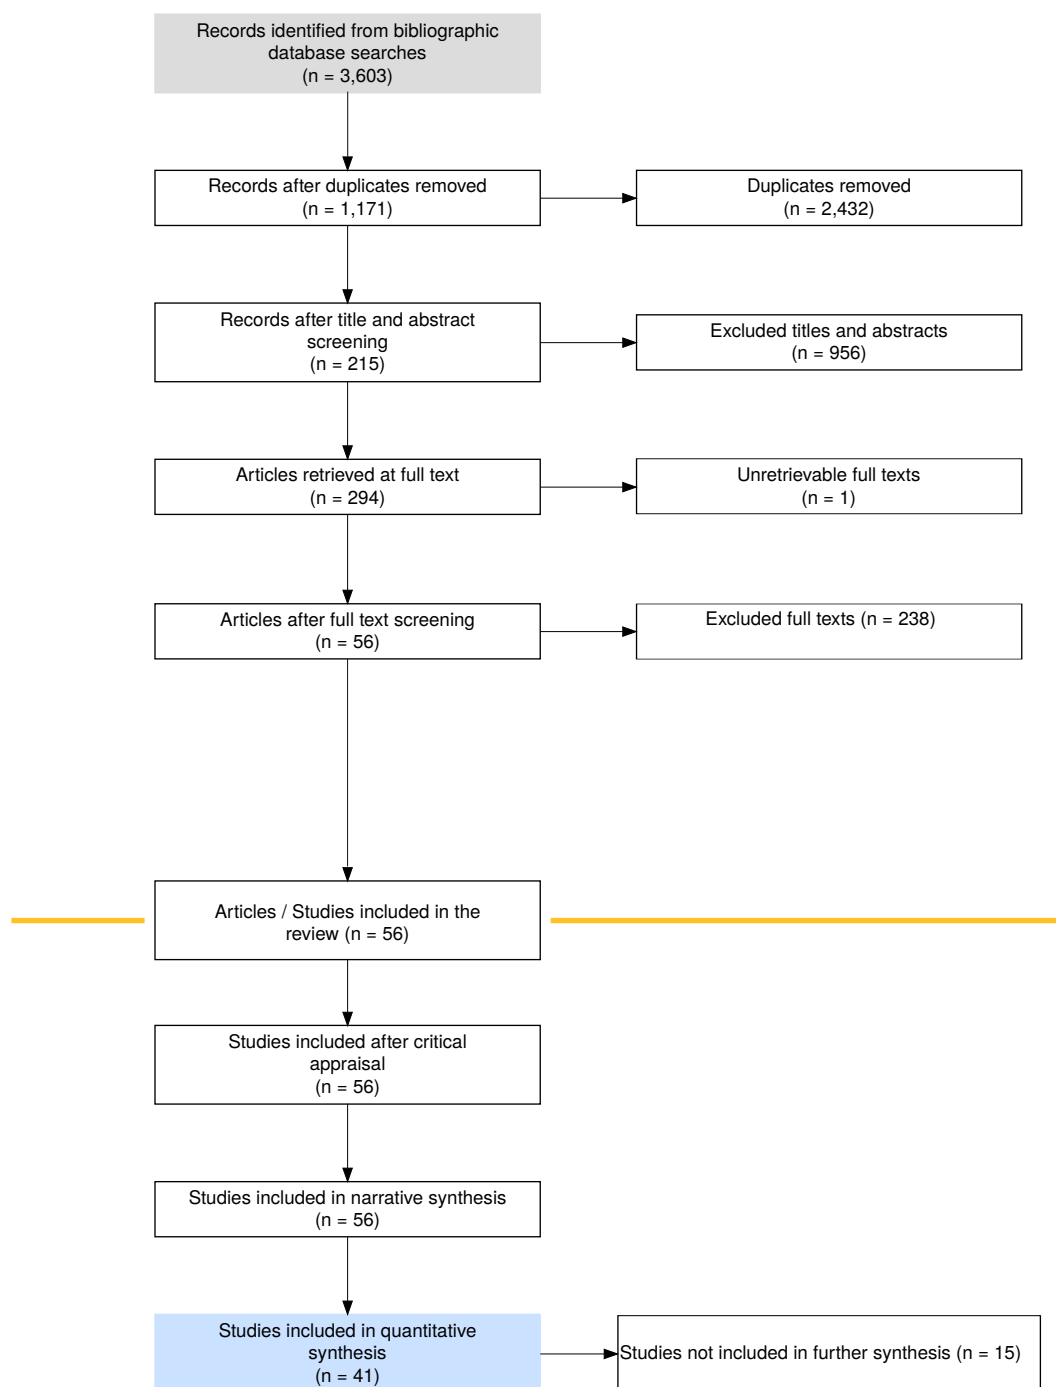 Records identified from bibliographic
database searches
(n = 3,603)
Records after duplicates removed
(n = 1,171)
Duplicates removed
(n = 2,432)
Records after title and abstract
screening
(n = 215)
Excluded titles and abstracts
(n = 956)
Articles retrieved at full text
(n = 294)
Unretrievable full texts
(n = 1)
Articles after full text screening
(n = 56)
Excluded full texts (n = 238)
Articles / Studies included in the
review (n = 56)
Studies included after critical
appraisal
(n = 56)
Studies included in narrative synthesis
(n = 56)
Studies included in quantitative
synthesis
(n = 41)
Studies not included in further synthesis (n = 15)